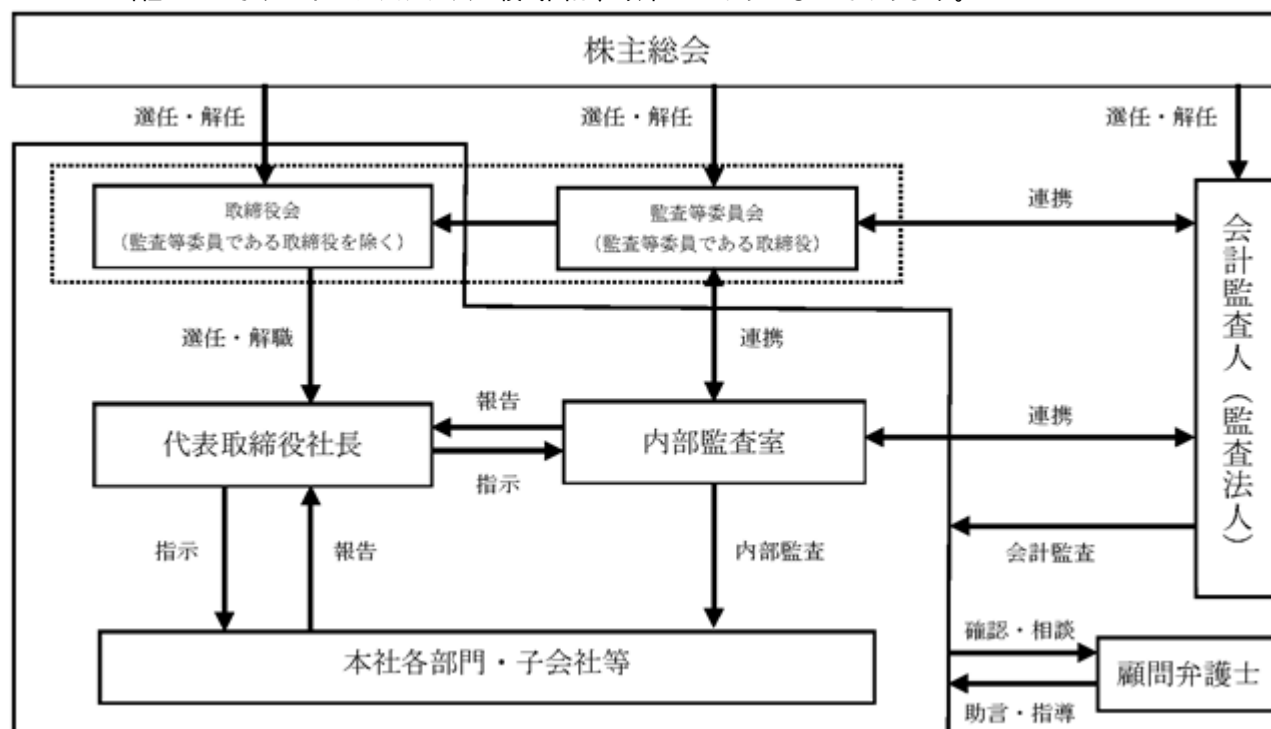 株主総会
選任・解任
選任・解任
選任・解任
取締役会
(監査等委員である取締役を除く)
監査等委員会
(監査等委員である取締役)
連携
会計監査人(監査法人)
選任・解職
連携
報告
代表取締役社長
内部監査室
連携
指示
指示
報告
内部監査
会計監査
本社各部門・子会社等
確認・相談
顧問弁護士
助言・指導